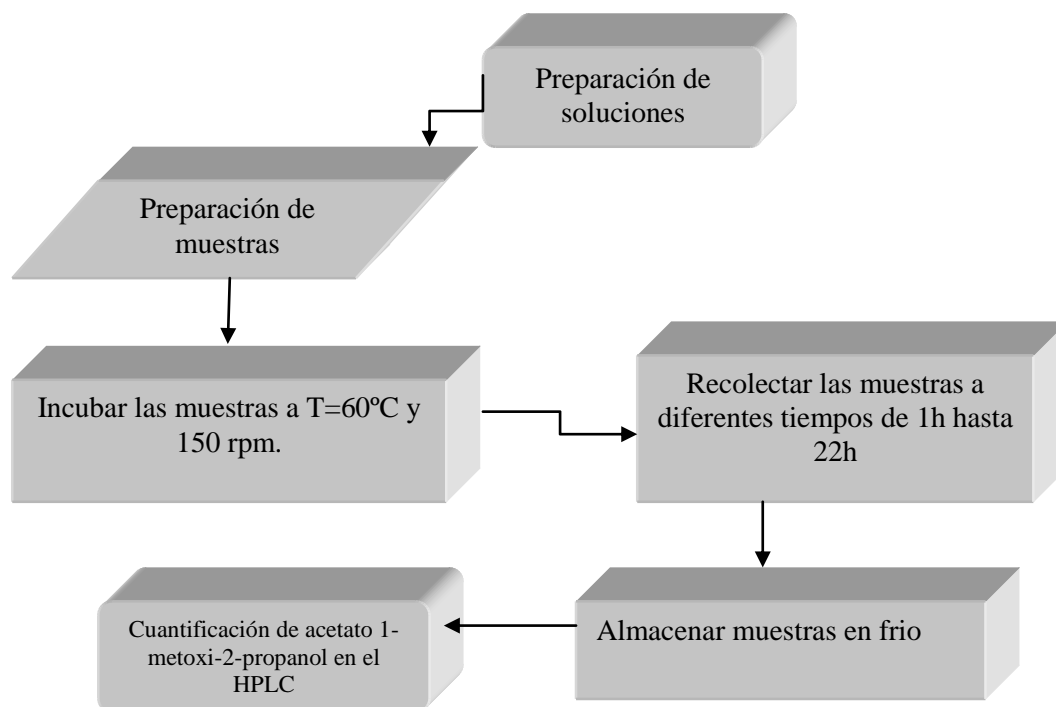 Preparación de
soluciones
Preparación de
muestras
Incubar las muestras a T=60ºC y
150 rpm.
Recolectar las muestras a
diferentes tiempos de 1h hasta
22h
Almacenar muestras en frio
Cuantificación de acetato 1-
metoxi-2-propanol en el
HPLC